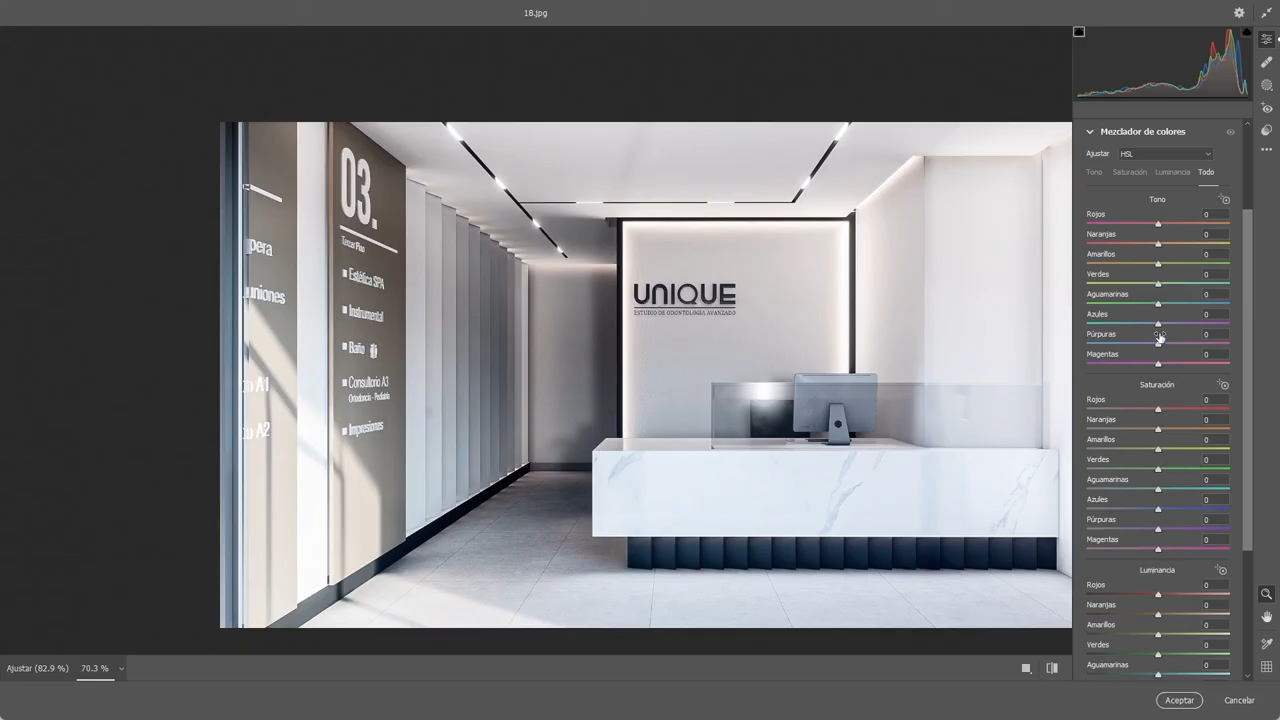 18.jpg
Mezclador de colores
Ajustar HSL
Tono Saturación Luminancia Todo
Tono
Rojos 0
Naranjas 0
Amarillos 0
Verdes 0
Aguamarinas 0
Azules 0
Púrpuras 0
Magentas 0
Saturación
Rojos 0
Naranjas 0
Amarillos 0
Verdes 0
Aguamarinas 0
Azules 0
Púrpuras 0
Magentas 0
Luminancia
Rojos 0
Naranjas 0
Amarillos 0
Verdes 0
Aguamarinas 0
03.
Tercer Piso
Estética SPA
Instrumental
Baño
Consultorio A3
Ortodoncia - Pediatría
Impresiones
pera
uniones
io A1
io A2
UNIQUE
ESTUDIO DE ODONTOLOGÍA AVANZADO
Ajustar (82.9 %) 70.3 %
Aceptar Cancelar